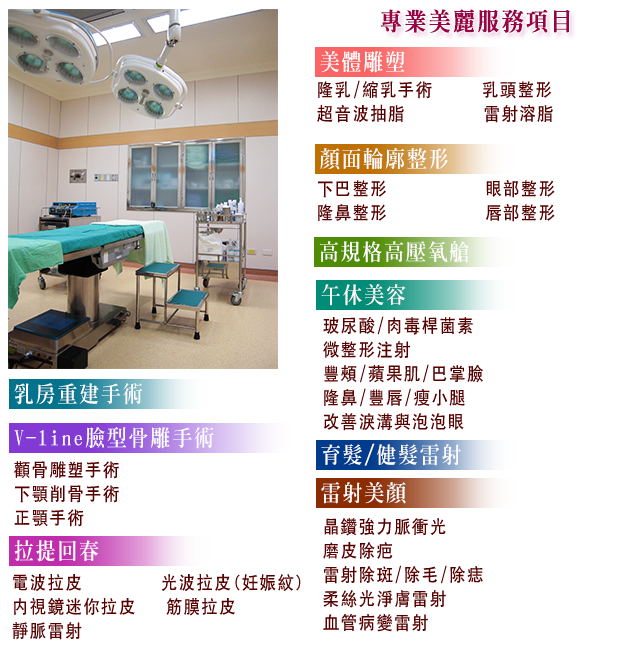 專業美麗服務項目
美體雕塑
隆乳/縮乳手術 乳頭整形
超音波抽脂 雷射溶脂
顏面輪廓整形
下巴整形 眼部整形
隆鼻整形 唇部整形
高規格高壓氧艙
午休美容
玻尿酸/肉毒桿菌素
微整形注射
豐頰/蘋果肌/巴掌臉
隆鼻/豐唇/瘦小腿
改善淚溝與泡泡眼
育髮/健髮雷射
雷射美顏
晶鑽強力脈衝光
磨皮除疤
雷射除斑/除毛/除痣
柔絲光淨膚雷射
血管病變雷射
乳房重建手術
V-line臉型骨雕手術
顴骨雕塑手術
下顎削骨手術
正顎手術
拉提回春
電波拉皮 光波拉皮(妊娠紋)
內視鏡迷你拉皮 筋膜拉皮
靜脈雷射